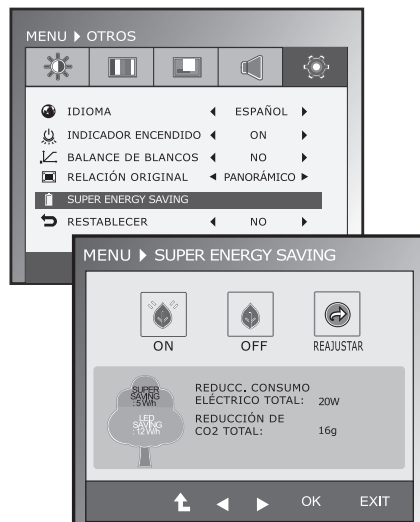 MENU ▶ OTROS
IDIOMA ◀ ESPAÑOL ▶
INDICADOR ENCENDIDO ◀ ON ▶
BALANCE DE BLANCOS ◀ NO ▶
RELACIÓN ORIGINAL ◀ PANORÁMICO ▶
SUPER ENERGY SAVING
RESTABLECER ◀ NO ▶
MENU ▶ SUPER ENERGY SAVING
ON OFF REAJUSTAR
SUPER
SAVING
: 5W/h
LED
SAVING
: 12W/h
REDUCC. CONSUMO
ELÉCTRICO TOTAL: 20W
REDUCCIÓN DE
CO2 TOTAL: 16g
OK EXIT